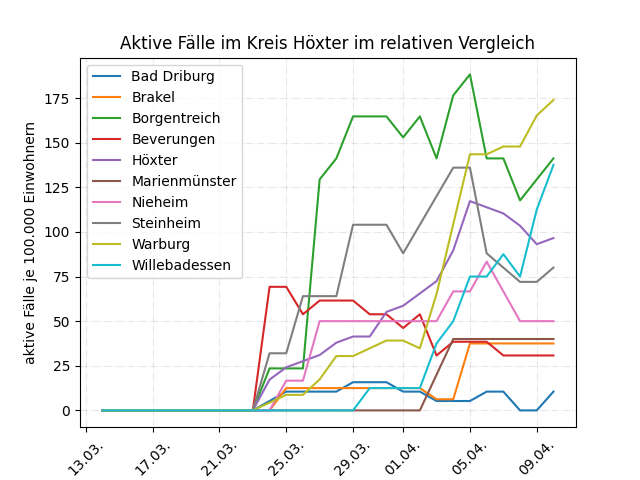 Aktive Fälle im Kreis Höxter im relativen Vergleich
aktive Fälle je 100.000 Einwohnern
175
150
125
100
75
50
25
0
Bad Driburg
Brakel
Borgentreich
Beverungen
Höxter
Marienmünster
Nieheim
Steinheim
Warburg
Willebadessen
13.03.
17.03.
21.03.
25.03.
29.03.
01.04.
05.04.
09.04.